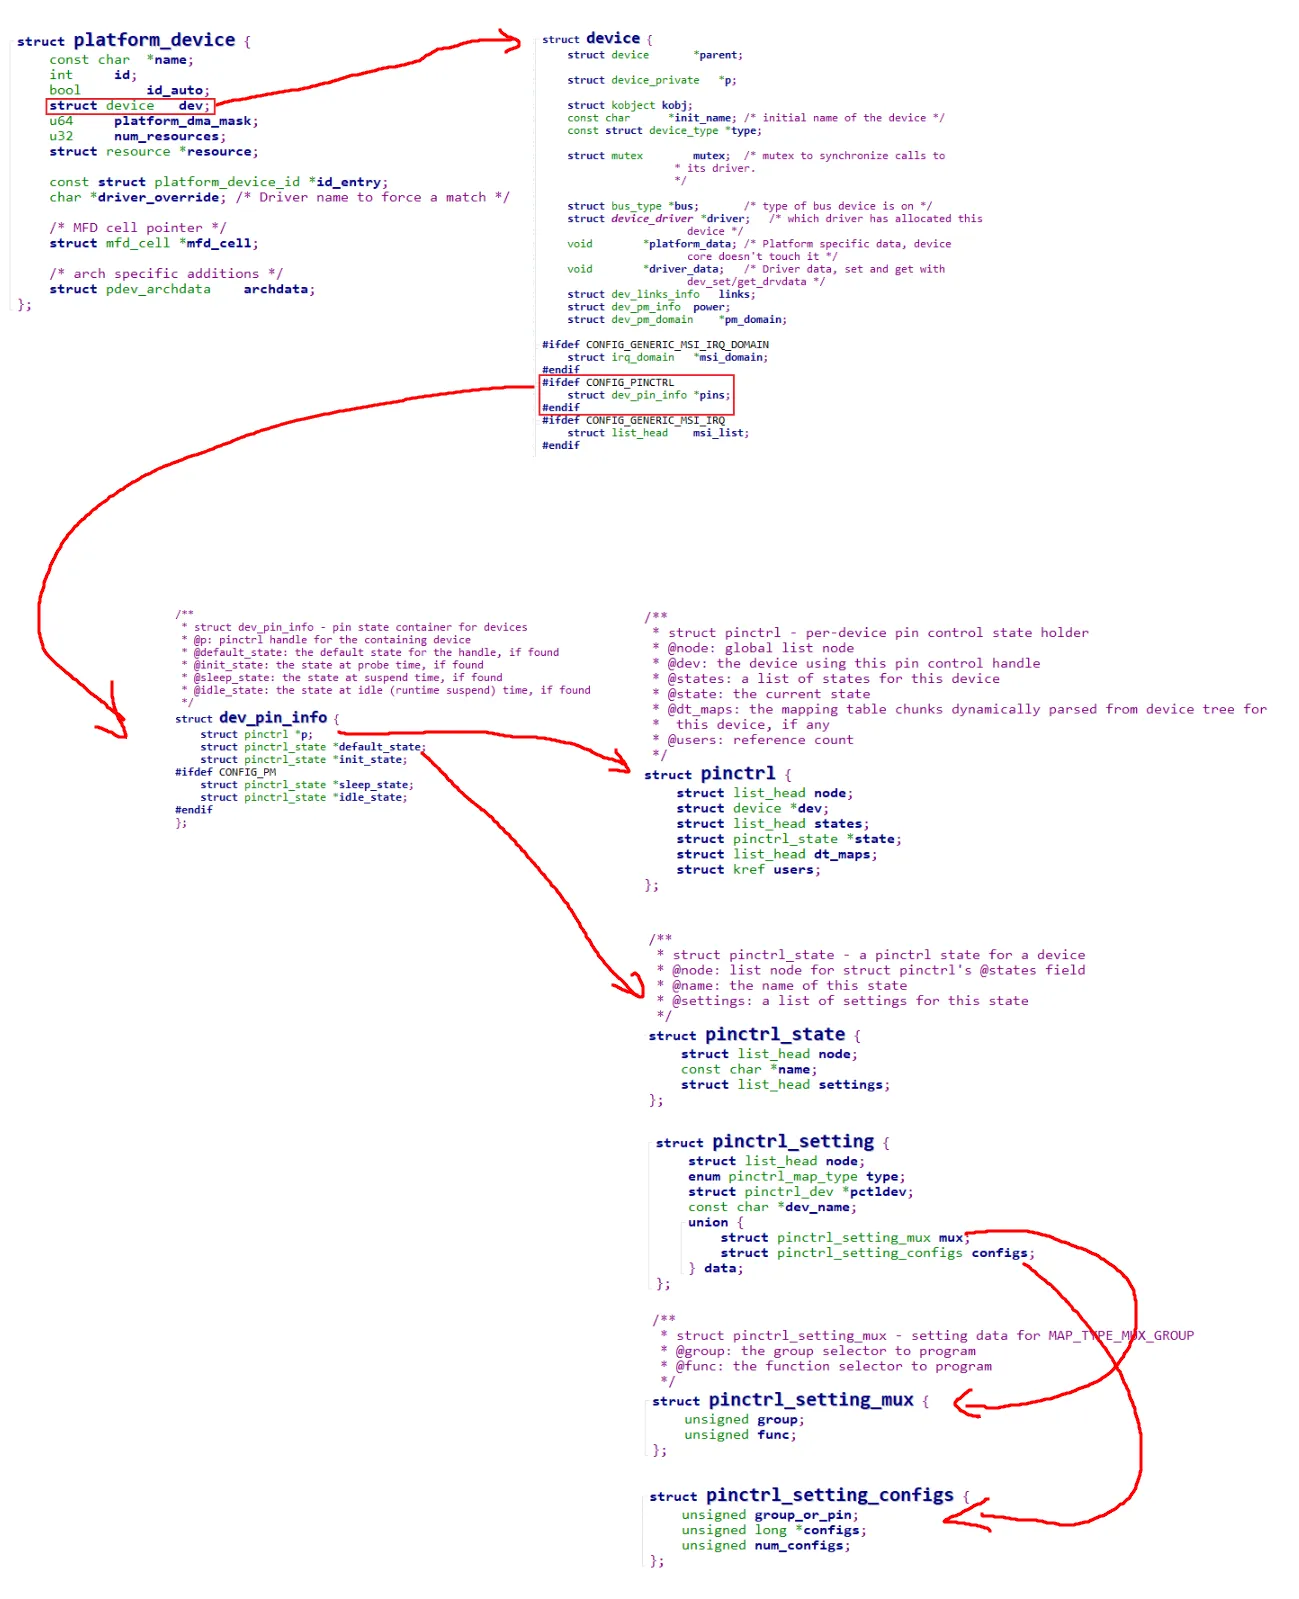 struct platform_device {
const char *name;
int id;
bool id_auto;
struct device dev;
u64 platform_dma_mask;
u32 num_resources;
struct resource *resource;
const struct platform_device_id *id_entry;
char *driver_override; /* Driver name to force a match */
/* MFD cell pointer */
struct mfd_cell *mfd_cell;
/* arch specific additions */
struct pdev_archdata archdata;
};
struct device {
struct device *parent;
struct device_private *p;
struct kobject kobj;
const char *init_name; /* initial name of the device */
const struct device_type *type;
struct mutex mutex; /* mutex to synchronize calls to
* its driver.
*/
struct bus_type *bus; /* type of bus device is on */
struct device_driver *driver; /* which driver has allocated this
device */
void *platform_data; /* Platform specific data, device
core doesn't touch it */
void *driver_data; /* Driver data, set and get with
dev_set/get_drvdata */
struct dev_links_info links;
struct dev_pm_info power;
struct dev_pm_domain *pm_domain;
#ifdef CONFIG_GENERIC_MSI_IRQ_DOMAIN
struct irq_domain *msi_domain;
#endif
#ifdef CONFIG_PINCTRL
struct dev_pin_info *pins;
#endif
#ifdef CONFIG_GENERIC_MSI_IRQ
struct list_head msi_list;
#endif
/**
* struct dev_pin_info - pin state container for devices
* @p: pinctrl handle for the containing device
* @default_state: the default state for the handle, if found
* @init_state: the state at probe time, if found
* @sleep_state: the state at suspend time, if found
* @idle_state: the state at idle (runtime suspend) time, if found
*/
struct dev_pin_info {
struct pinctrl *p;
struct pinctrl_state *default_state;
struct pinctrl_state *init_state;
#ifdef CONFIG_PM
struct pinctrl_state *sleep_state;
struct pinctrl_state *idle_state;
#endif
};
/**
* struct pinctrl - per-device pin control state holder
* @node: global list node
* @dev: the device using this pin control handle
* @states: a list of states for this device
* @state: the current state
* @dt_maps: the mapping table chunks dynamically parsed from device tree for
* this device, if any
* @users: reference count
*/
struct pinctrl {
struct list_head node;
struct device *dev;
struct list_head states;
struct pinctrl_state *state;
struct list_head dt_maps;
struct kref users;
};
/**
* struct pinctrl_state - a pinctrl state for a device
* @node: list node for struct pinctrl's @states field
* @name: the name of this state
* @settings: a list of settings for this state
*/
struct pinctrl_state {
struct list_head node;
const char *name;
struct list_head settings;
};
struct pinctrl_setting {
struct list_head node;
enum pinctrl_map_type type;
struct pinctrl_dev *pctldev;
const char *dev_name;
union {
struct pinctrl_setting_mux mux;
struct pinctrl_setting_configs configs;
} data;
};
/**
* struct pinctrl_setting_mux - setting data for MAP_TYPE_MUX_GROUP
* @group: the group selector to program
* @func: the function selector to program
*/
struct pinctrl_setting_mux {
unsigned group;
unsigned func;
};
struct pinctrl_setting_configs {
unsigned group_or_pin;
unsigned long *configs;
unsigned num_configs;
};